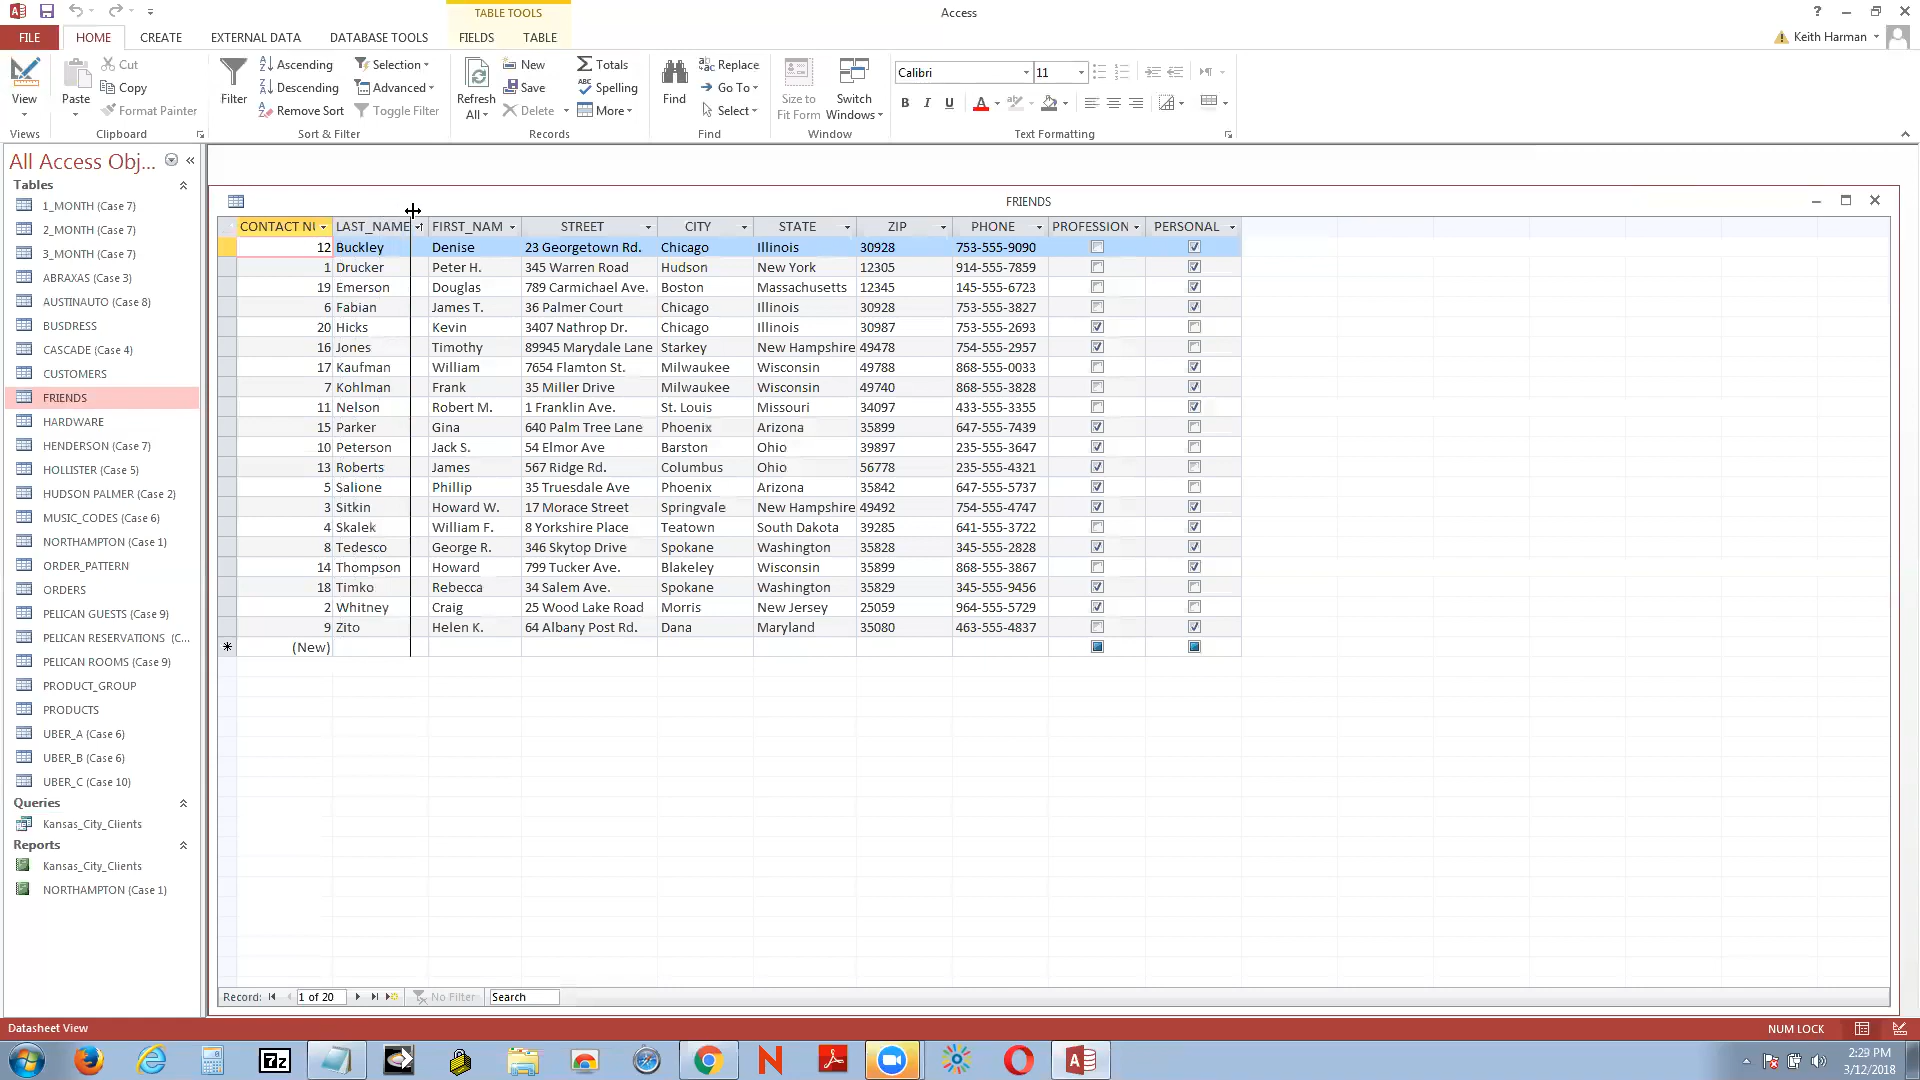 TABLE TOOLS
Access
?
FILE
HOME
CREATE
EXTERNAL DATA
DATABASE TOOLS
FIELDS
TABLE
Keith Harman
View
Views
Paste
Cut
Copy
Format Painter
Clipboard
Filter
Ascending
Descending
Remove Sort
Selection
Advanced
Toggle Filter
Sort & Filter
Refresh
All
New
Save
Delete
Totals
Spelling
More
Records
Find
Replace
Go To
Select
Find
Size to
Fit Form
Switch
Windows
Window
Calibri
11
B I U
A
Text Formatting
All Access Obj...
Tables
1_MONTH (Case 7)
2_MONTH (Case 7)
3_MONTH (Case 7)
ABRAXAS (Case 3)
AUSTINAUTO (Case 8)
BUSDRESS
CASCADE (Case 4)
CUSTOMERS
FRIENDS
HARDWARE
HENDERSON (Case 7)
HOLLISTER (Case 5)
HUDSON PALMER (Case 2)
MUSIC_CODES (Case 6)
NORTHAMPTON (Case 1)
ORDER_PATTERN
ORDERS
PELICAN GUESTS (Case 9)
PELICAN RESERVATIONS (C...
PELICAN ROOMS (Case 9)
PRODUCT_GROUP
PRODUCTS
UBER_A (Case 6)
UBER_B (Case 6)
UBER_C (Case 10)
Queries
Kansas_City_Clients
Reports
Kansas_City_Clients
NORTHAMPTON (Case 1)
FRIENDS
CONTACT NU LAST_NAME FIRST_NAM STREET CITY STATE ZIP PHONE PROFESSION PERSONAL
12 Buckley Denise 23 Georgetown Rd. Chicago Illinois 30928 753-555-9090
1 Drucker Peter H. 345 Warren Road Hudson New York 12305 914-555-7859
19 Emerson Douglas 789 Carmichael Ave. Boston Massachusetts 12345 145-555-6723
6 Fabian James T. 36 Palmer Court Chicago Illinois 30928 753-555-3827
20 Hicks Kevin 3407 Nathrop Dr. Chicago Illinois 30987 753-555-2693
16 Jones Timothy 89945 Marydale Lane Starkey New Hampshire 49478 754-555-2957
17 Kaufman William 7654 Flamton St. Milwaukee Wisconsin 49788 868-555-0033
7 Kohlman Frank 35 Miller Drive Milwaukee Wisconsin 49740 868-555-3828
11 Nelson Robert M. 1 Franklin Ave. St. Louis Missouri 34097 433-555-3355
15 Parker Gina 640 Palm Tree Lane Phoenix Arizona 35899 647-555-7439
10 Peterson Jack S. 54 Elmor Ave Barston Ohio 39897 235-555-3647
13 Roberts James 567 Ridge Rd. Columbus Ohio 56778 235-555-4321
5 Salione Phillip 35 Truesdale Ave Phoenix Arizona 35842 647-555-5737
3 Sitkin Howard W. 17 Morace Street Springvale New Hampshire 49492 754-555-4747
4 Skalek William F. 8 Yorkshire Place Teatown South Dakota 39285 641-555-3722
8 Tedesco George R. 346 Skytop Drive Spokane Washington 35828 345-555-2828
14 Thompson Howard 799 Tucker Ave. Blakeley Wisconsin 35899 868-555-3867
18 Timko Rebecca 34 Salem Ave. Spokane Washington 35829 345-555-9456
2 Whitney Craig 25 Wood Lake Road Morris New Jersey 25059 964-555-5729
9 Zito Helen K. 64 Albany Post Rd. Dana Maryland 35080 463-555-4837
* (New)
Record: 1 of 20 No Filter Search
Datasheet View
NUM LOCK
7z
2:29 PM
3/12/2018